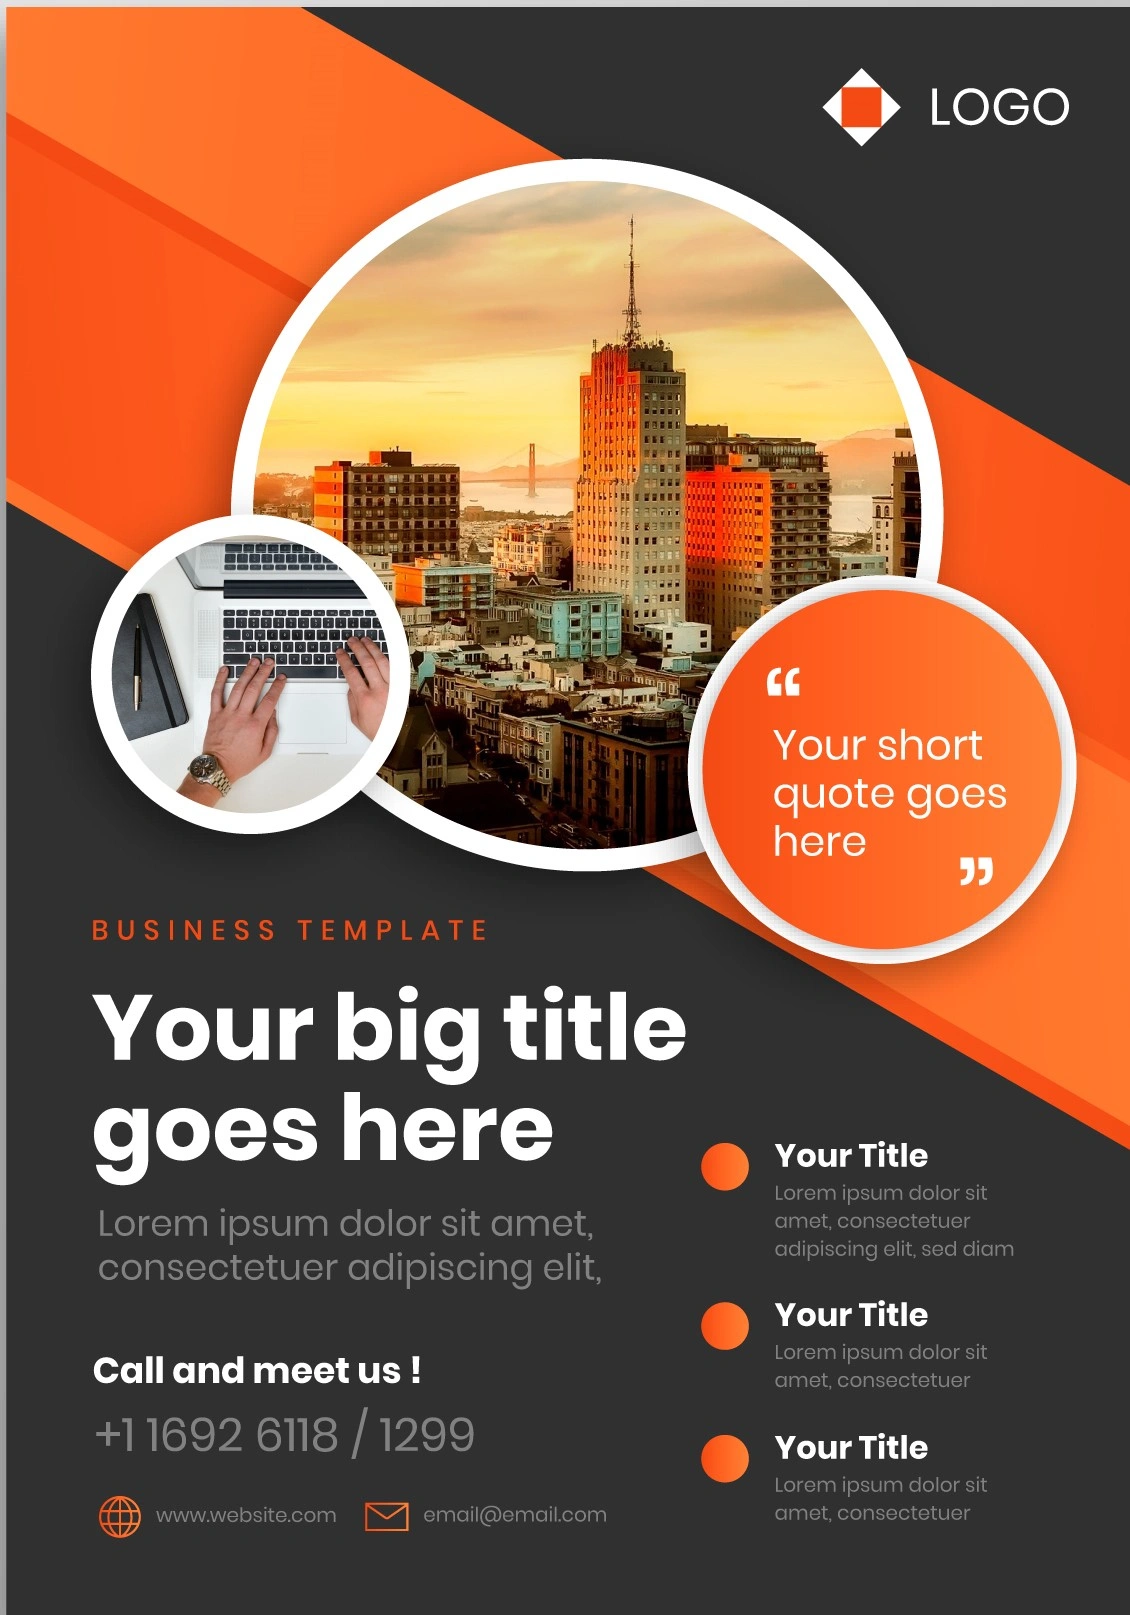 LOGO
“
Your short
quote goes
here
”
BUSINESS TEMPLATE
Your big title
goes here
Lorem ipsum dolor sit amet,
consectetuer adipiscing elit,
Call and meet us !
+1 1692 6118 / 1299
www.website.com
email@email.com
Your Title
Lorem ipsum dolor sit
amet, consectetuer
adipiscing elit, sed diam
Your Title
Lorem ipsum dolor sit
amet, consectetuer
Your Title
Lorem ipsum dolor sit
amet, consectetuer